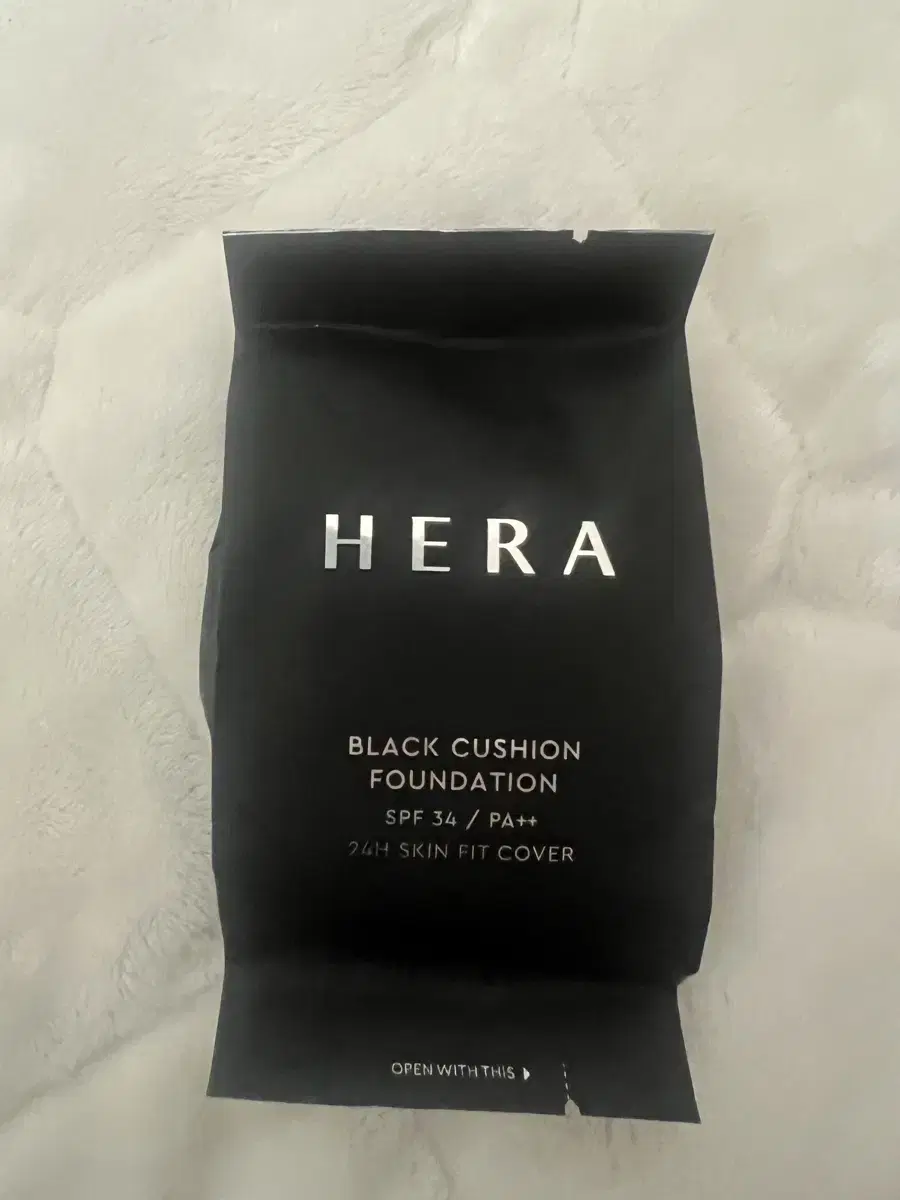 HERA
BLACK CUSHION
FOUNDATION
SPF 34 / PA++
24H SKIN FIT COVER
OPEN WITH THIS